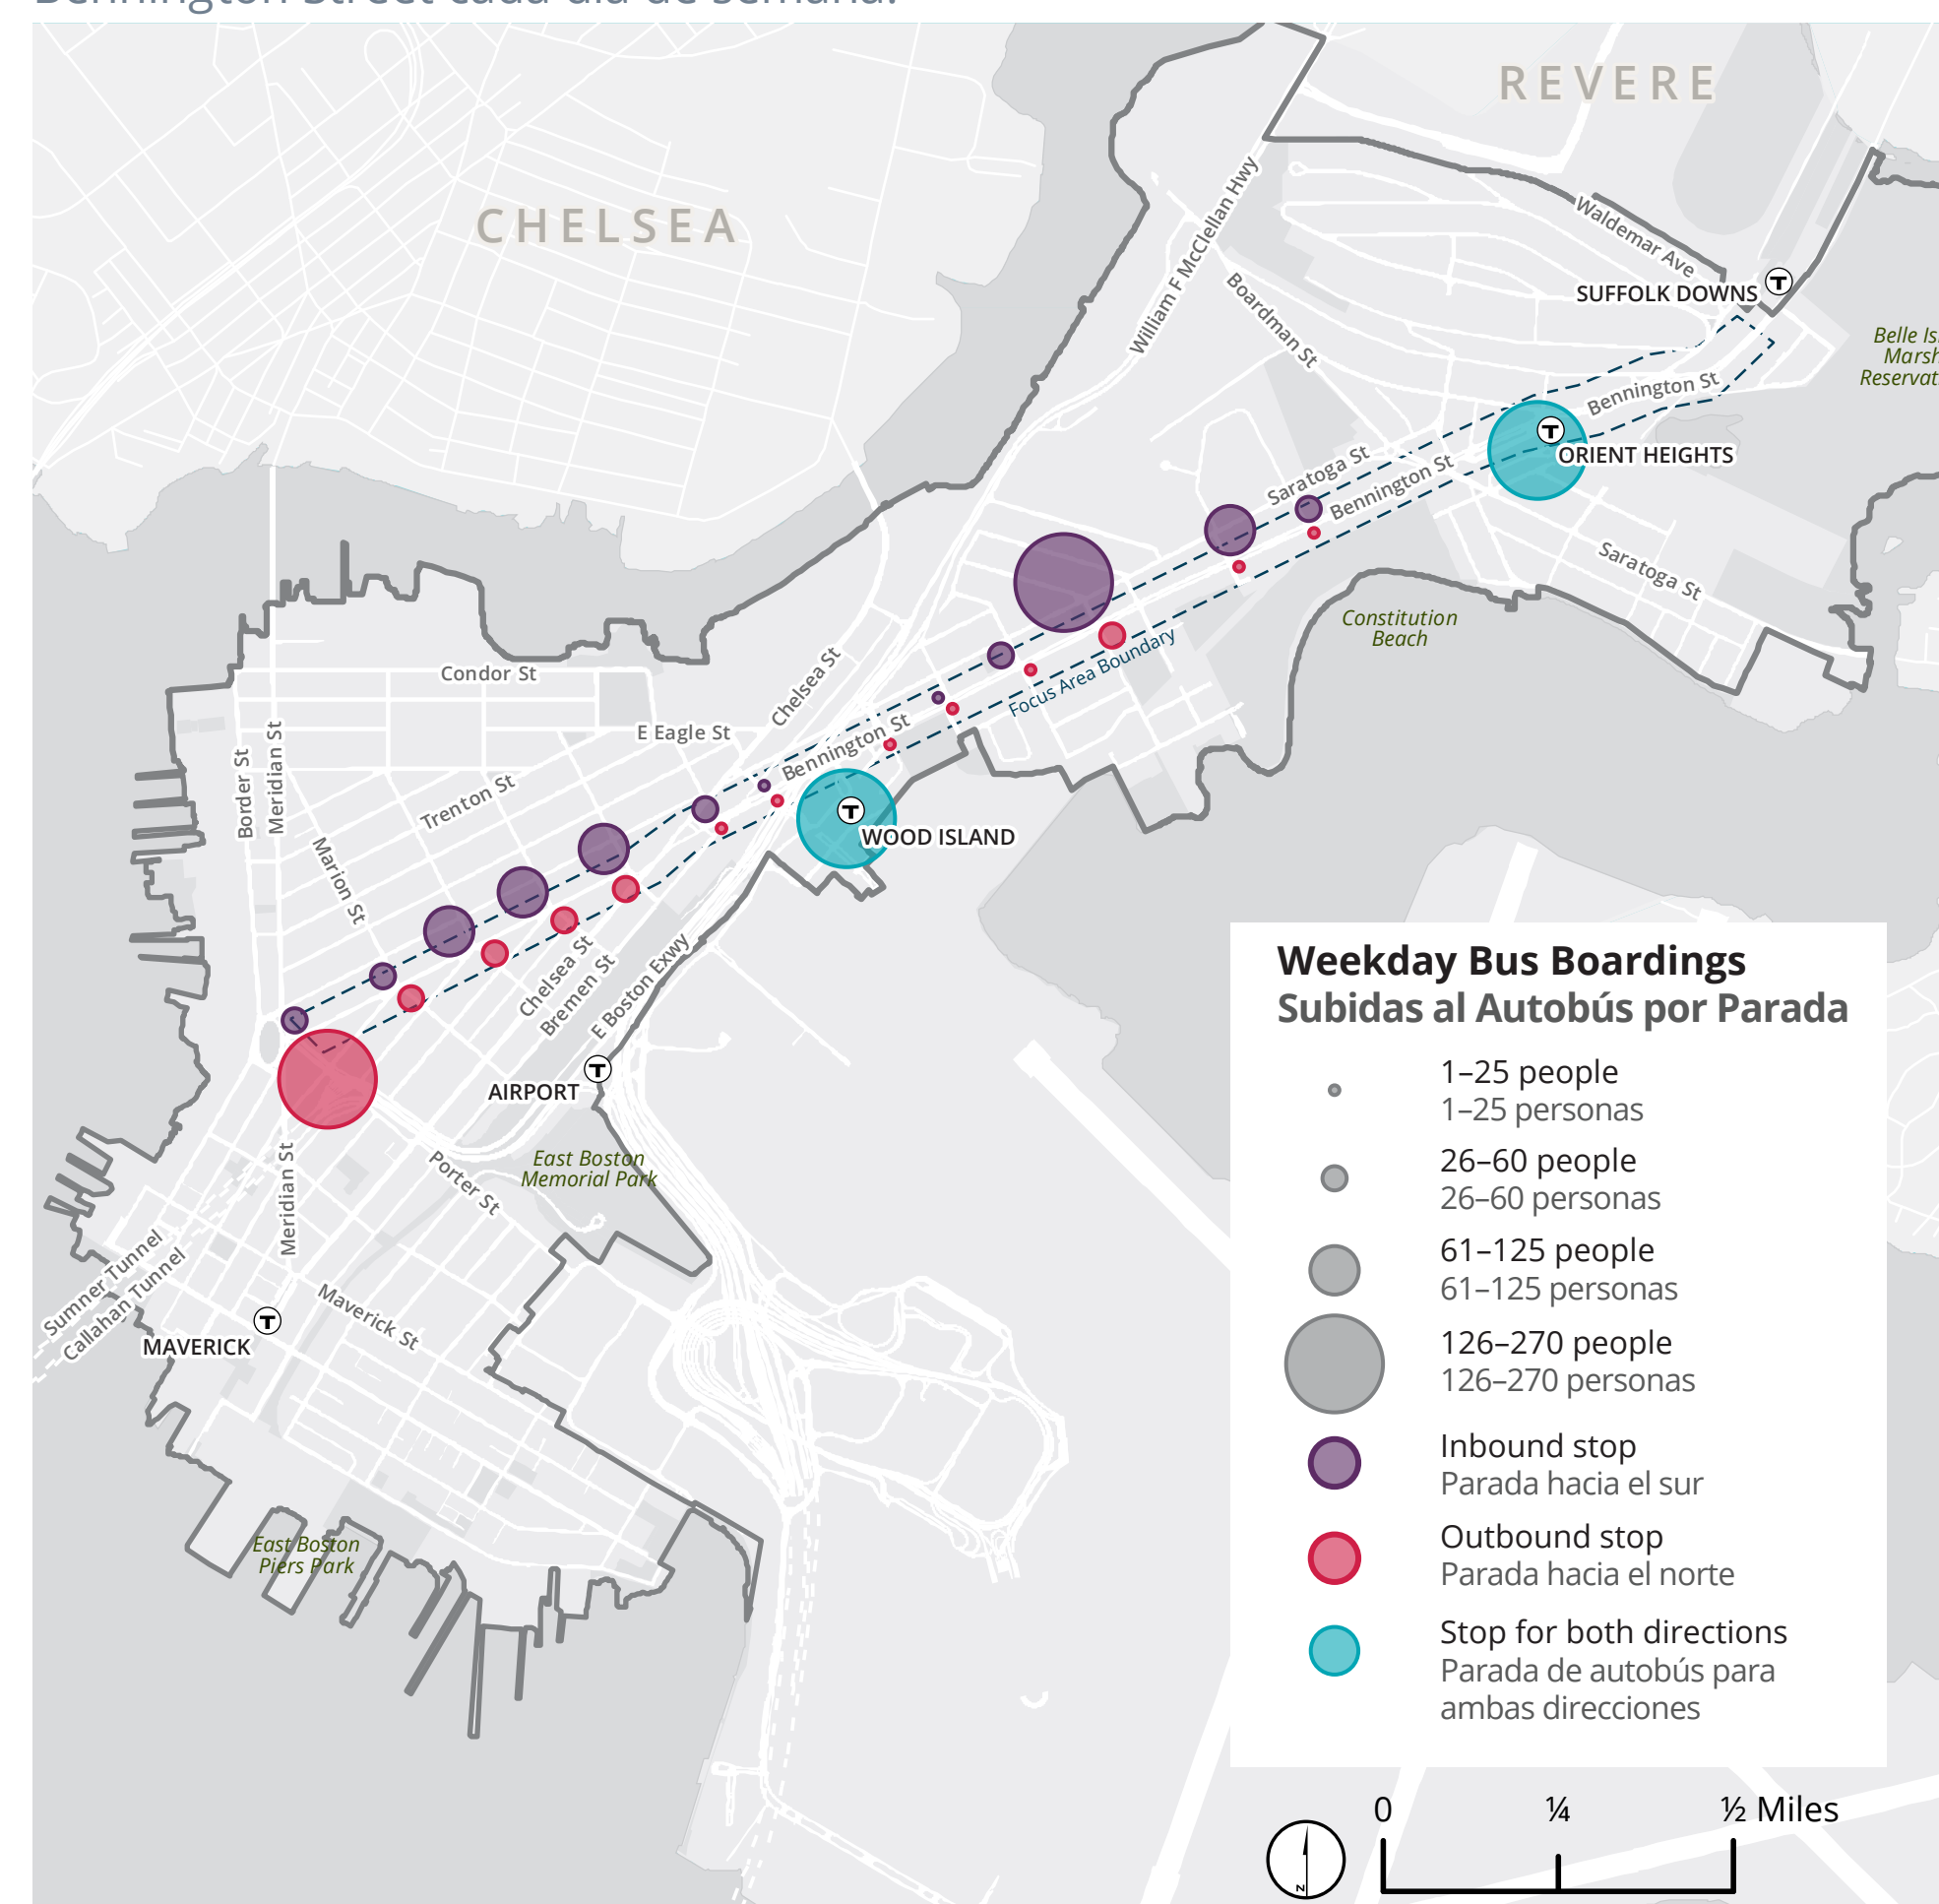 Bennington Street cada día de semana.
REVERE
CHELSEA
William F McClellan Hwy
Waldemar Ave
SUFFOLK DOWNS
T
Boardman St
Belle Is
Marsh
Reservat
Bennington St
T
ORIENT HEIGHTS
Saratoga St
Bennington St
Saratoga St
Constitution
Beach
Focus Area Boundary
Condor St
Chelsea St
E Eagle St
Bennington St
Border St
Meridian St
Trenton St
Marion St
T
WOOD ISLAND
Chelsea St
Bremen St
E Boston Exwy
T
AIRPORT
East Boston
Memorial Park
Porter St
Meridian St
Sumner Tunnel
Callahan Tunnel
Maverick St
T
MAVERICK
East Boston
Piers Park
Weekday Bus Boardings
Subidas al Autobús por Parada
1–25 people
1–25 personas
26–60 people
26–60 personas
61–125 people
61–125 personas
126–270 people
126–270 personas
Inbound stop
Parada hacia el sur
Outbound stop
Parada hacia el norte
Stop for both directions
Parada de autobús para
ambas direcciones
0 ¼ ½ Miles
N